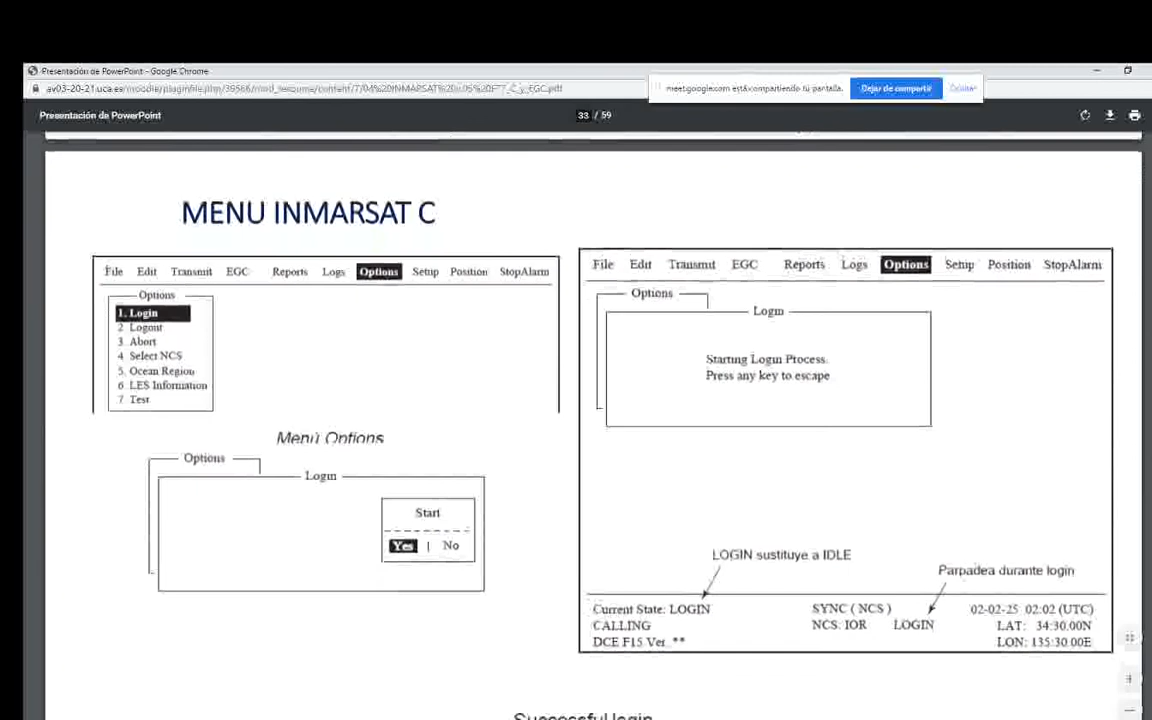 Presentación de PowerPoint - Google Chrome
meet.google.com está compartiendo tu pantalla.
Dejar de compartir
Ocultar
Presentación de PowerPoint
33 / 59
MENU INMARSAT C
File Edit Transmit EGC Reports Logs Options Setup Position StopAlarm
Options
1. Login
2 Logout
3. Abort
4 Select NCS
5. Ocean Region
6 LES Information
7 Test
Menú Options
Options
Login
Start
Yes | No
File Edit Transmit EGC Reports Logs Options Setup Position StopAlarm
Options
Login
Starting Login Process.
Press any key to escape
LOGIN sustituye a IDLE
Parpadea durante login
Current State: LOGIN SYNC ( NCS ) 02-02-25 02:02 (UTC)
CALLING NCS: IOR LOGIN LAT: 34:30.00N
DCE F15 Ver. ** LON: 135:30.00E
Successful login